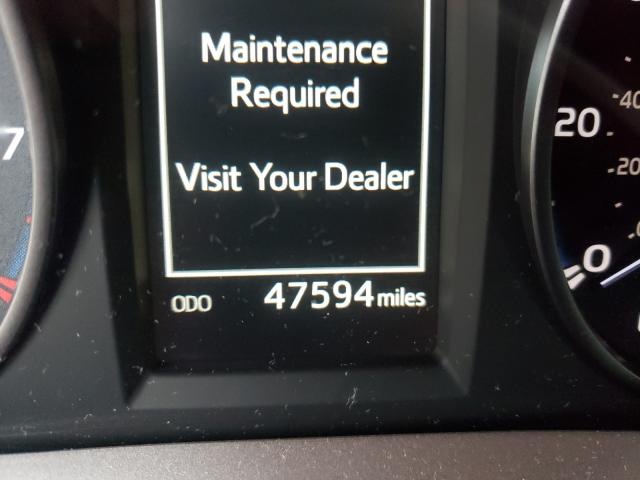 Maintenance
Required
Visit Your Dealer
ODO 47594 miles
7
40
20
20
0